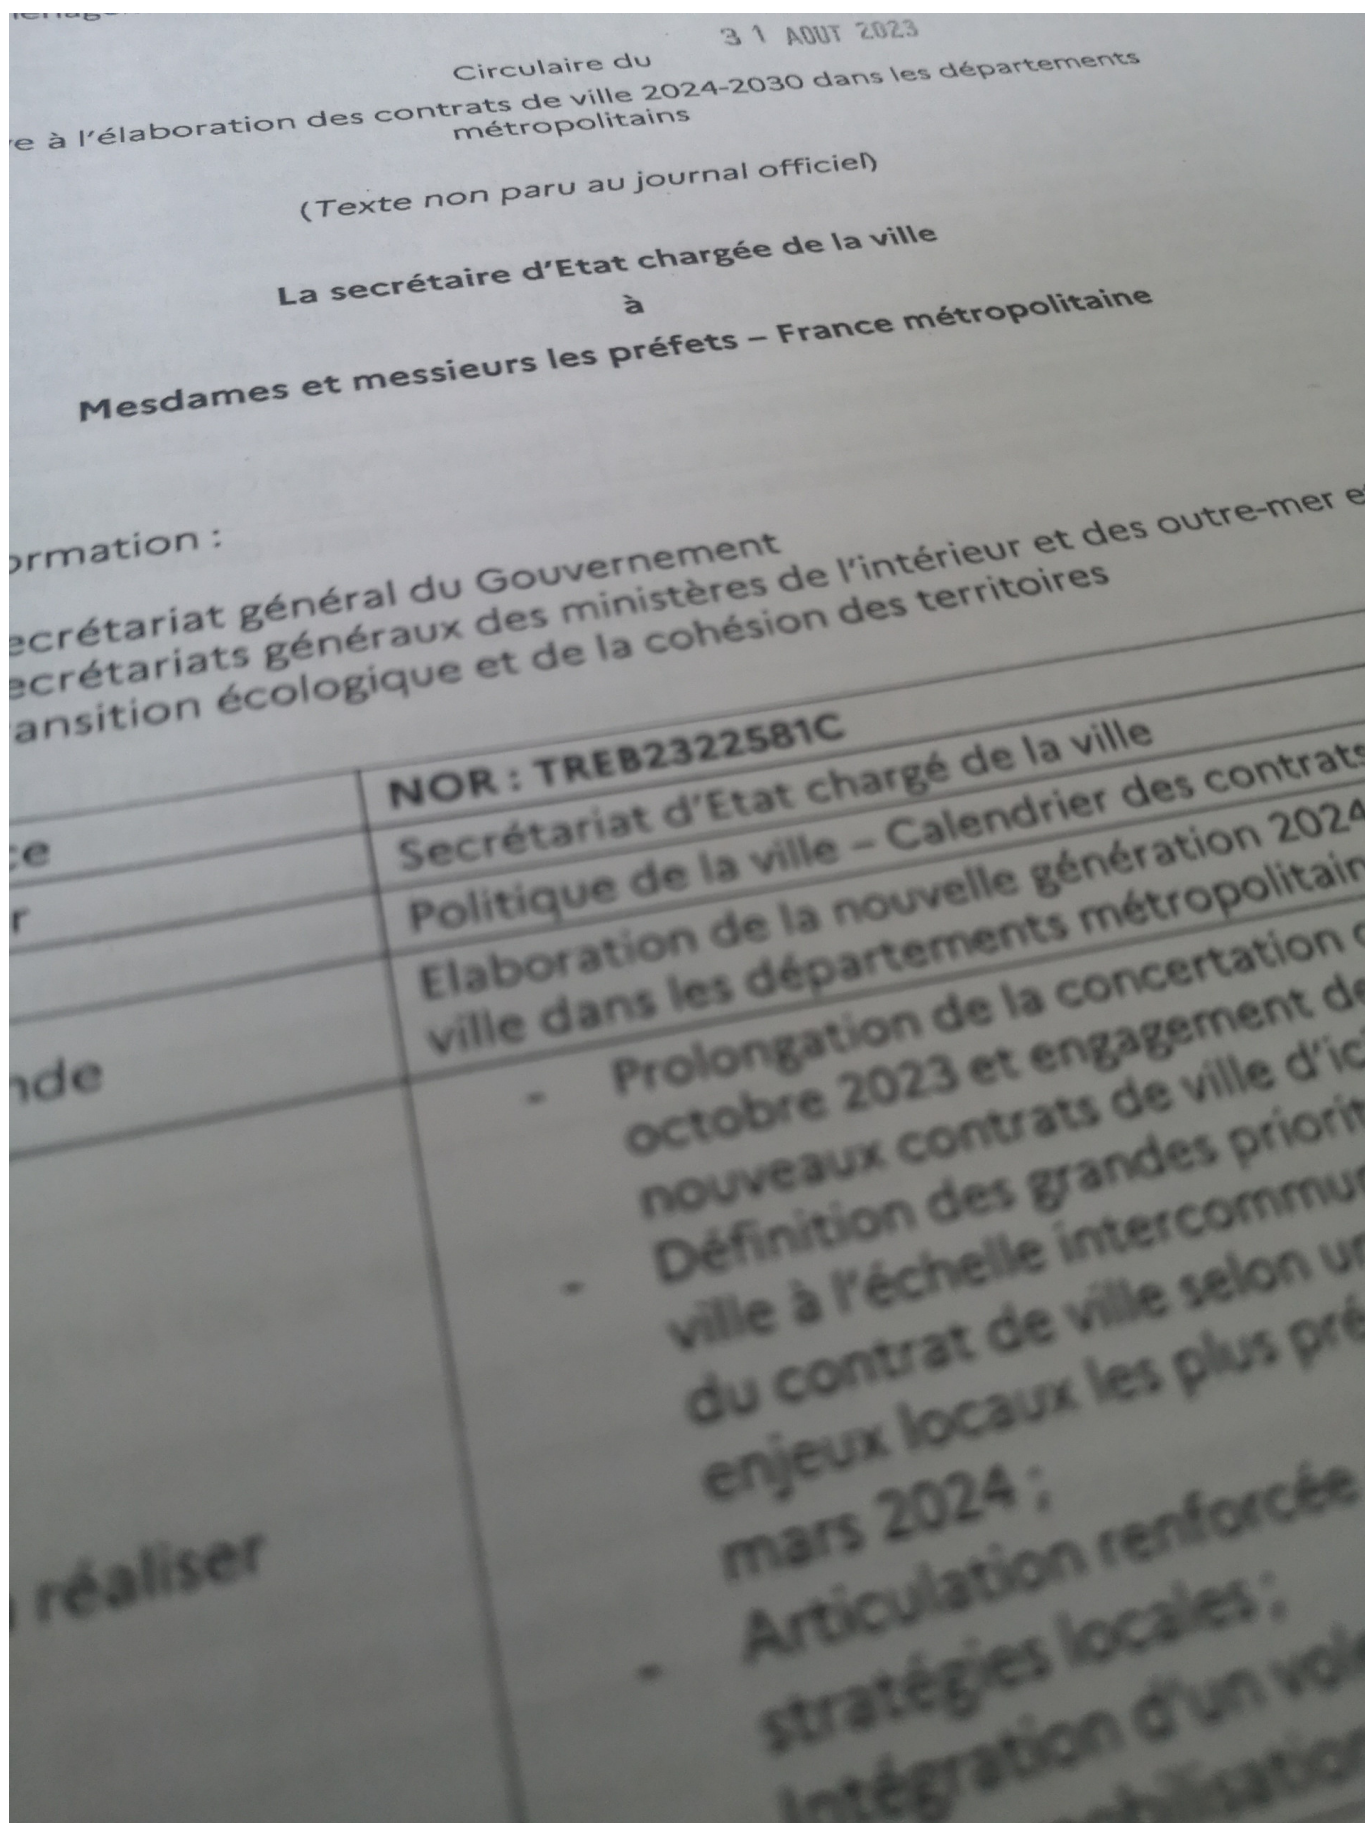 Circulaire du 31 AOUT 2023
e à l'élaboration des contrats de ville 2024-2030 dans les départements
métropolitains
(Texte non paru au journal officiel)
La secrétaire d'Etat chargée de la ville
à
Mesdames et messieurs les préfets – France métropolitaine
ormation :
ecrétariat général du Gouvernement
ecrétariats généraux des ministères de l'intérieur et des outre-mer et
ansition écologique et de la cohésion des territoires
NOR : TREB2322581C
ce
Secrétariat d'Etat chargé de la ville
r
Politique de la ville – Calendrier des contrats
Elaboration de la nouvelle génération 2024
ville dans les départements métropolitain
nde
- Prolongation de la concertation
octobre 2023 et engagement de
nouveaux contrats de ville d'ic
- Définition des grandes priorit
ville à l'échelle intercommun
du contrat de ville selon un
enjeux locaux les plus pré
mars 2024 ;
réaliser
- Articulation renforcée
stratégies locales ;
Intégration d'un vole
mobilisation